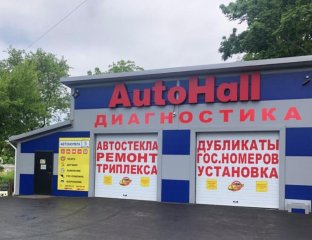 AutoHall
ДИАГНОСТИКА
АВТОСТЕКЛА
РЕМОНТ
ТРИПЛЕКСА
ДУБЛИКАТЫ
ГОС.НОМЕРОВ
УСТАНОВКА